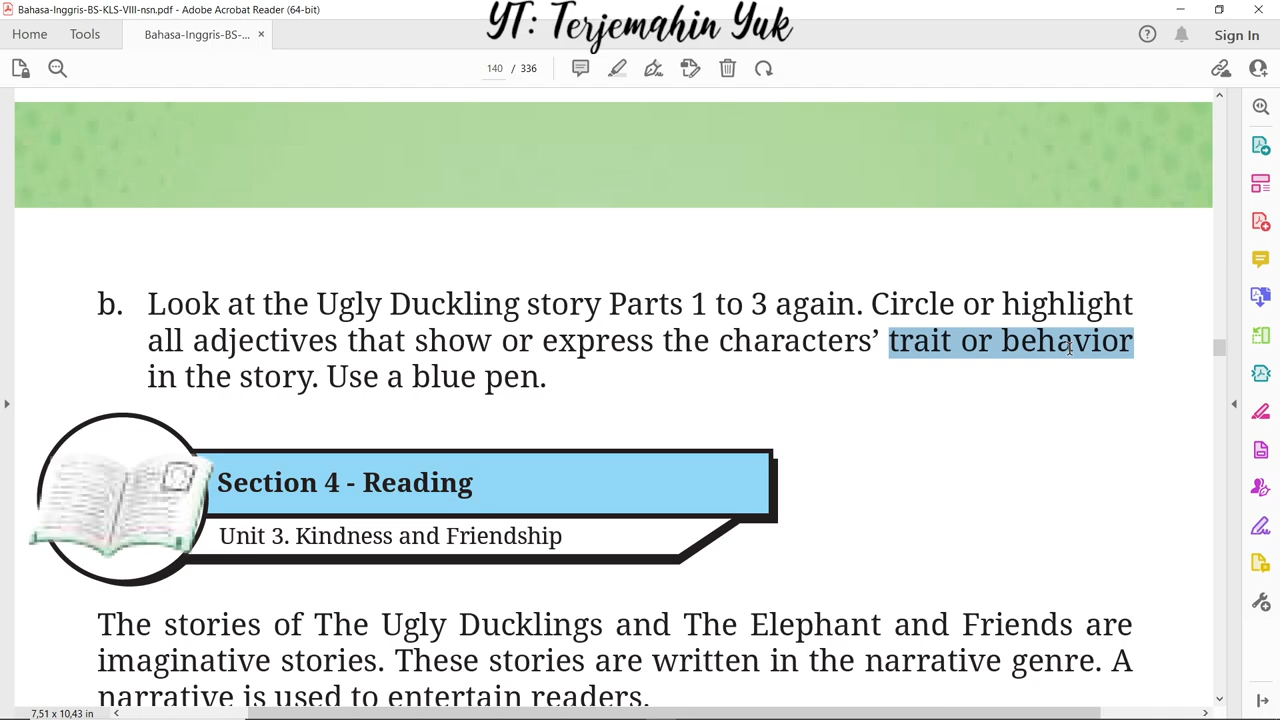 Bahasa-Inggris-BS-KLS-VIII-nsn.pdf - Adobe Acrobat Reader (64-bit)
YT: Terjemahin Yuk
Home Tools Bahasa-Inggris-BS-... × Sign In
140 / 336
b. Look at the Ugly Duckling story Parts 1 to 3 again. Circle or highlight
all adjectives that show or express the characters’ trait or behavior
in the story. Use a blue pen.
Section 4 - Reading
Unit 3. Kindness and Friendship
The stories of The Ugly Ducklings and The Elephant and Friends are
imaginative stories. These stories are written in the narrative genre. A
narrative is used to entertain readers.
7,51 x 10,43 in